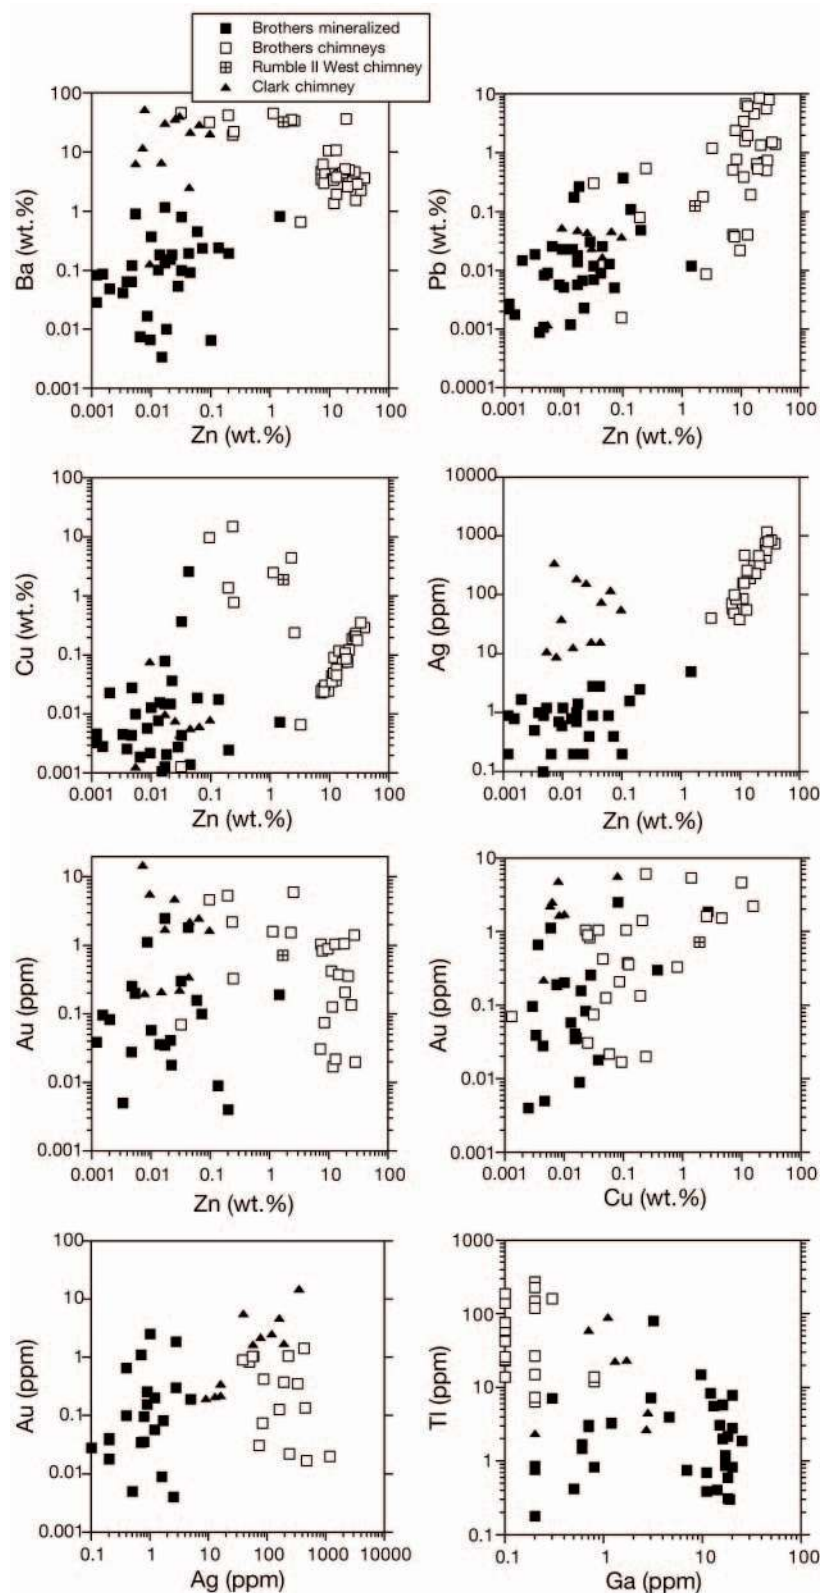 Brothers mineralized
Brothers chimneys
Rumble II West chimney
Clark chimney
100
10
1
0.1
0.01
0.001
Ba (wt.%)
0.001 0.01 0.1 1 10 100
Zn (wt.%)
10
1
0.1
0.01
0.001
0.0001
Pb (wt.%)
0.001 0.01 0.1 1 10 100
Zn (wt.%)
100
10
1
0.1
0.01
0.001
Cu (wt.%)
0.001 0.01 0.1 1 10 100
Zn (wt.%)
10000
1000
100
10
1
0.1
Ag (ppm)
0.001 0.01 0.1 1 10 100
Zn (wt.%)
10
1
0.1
0.01
0.001
Au (ppm)
0.001 0.01 0.1 1 10 100
Zn (wt.%)
10
1
0.1
0.01
0.001
Au (ppm)
0.001 0.01 0.1 1 10 100
Cu (wt.%)
100
10
1
0.1
0.01
0.001
Au (ppm)
0.1 1 10 100 1000 10000
Ag (ppm)
1000
100
10
1
0.1
Tl (ppm)
0.1 1 10 100
Ga (ppm)